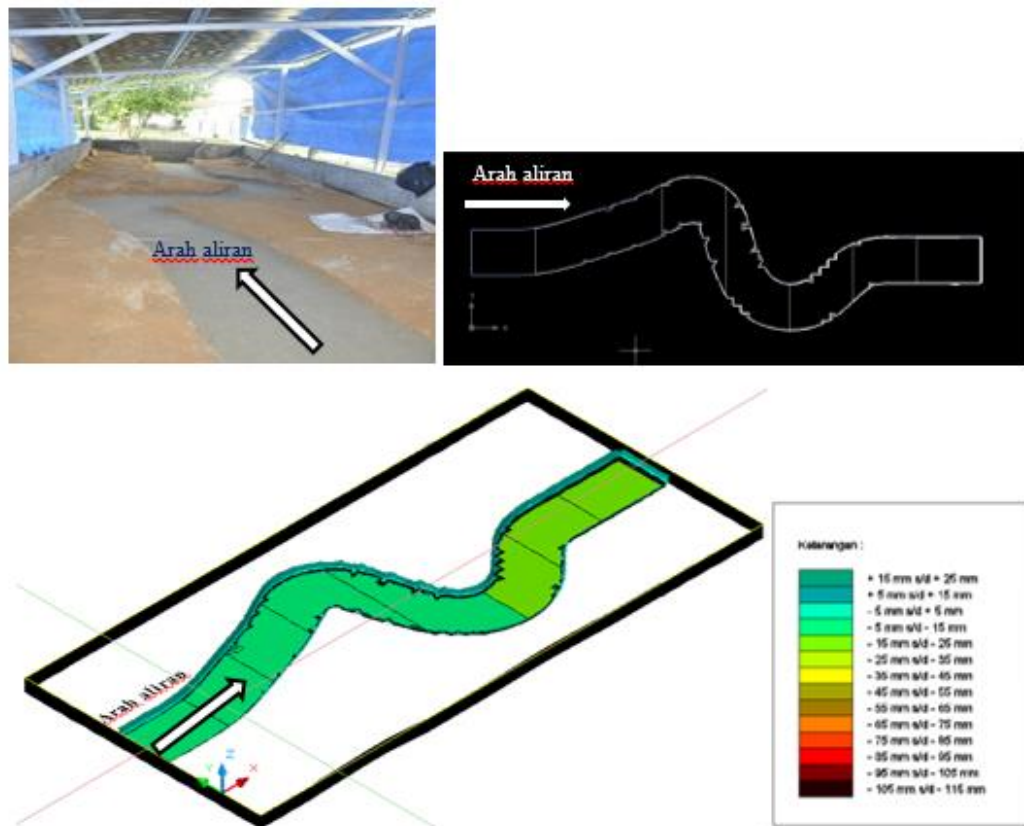 Arah aliran
Arah aliran
Arah aliran
Z
X
Keterangan :
+ 15 mm s/d + 25 mm
+ 5 mm s/d + 15 mm
- 5 mm s/d + 5 mm
- 5 mm s/d - 15 mm
- 15 mm s/d - 25 mm
- 25 mm s/d - 35 mm
- 35 mm s/d - 45 mm
- 45 mm s/d - 55 mm
- 55 mm s/d - 65 mm
- 65 mm s/d - 75 mm
- 75 mm s/d - 85 mm
- 85 mm s/d - 95 mm
- 95 mm s/d - 105 mm
- 105 mm s/d - 115 mm